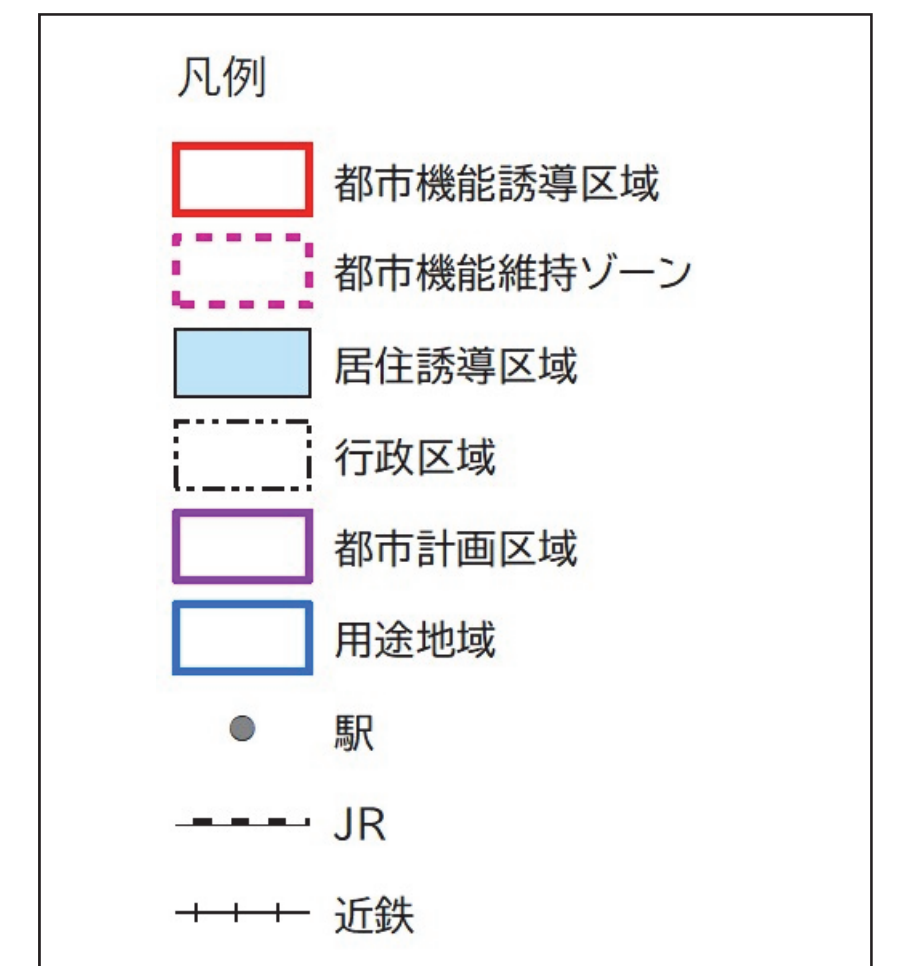 凡例
都市機能誘導区域
都市機能維持ゾーン
居住誘導区域
行政区域
都市計画区域
用途地域
駅
JR
近鉄